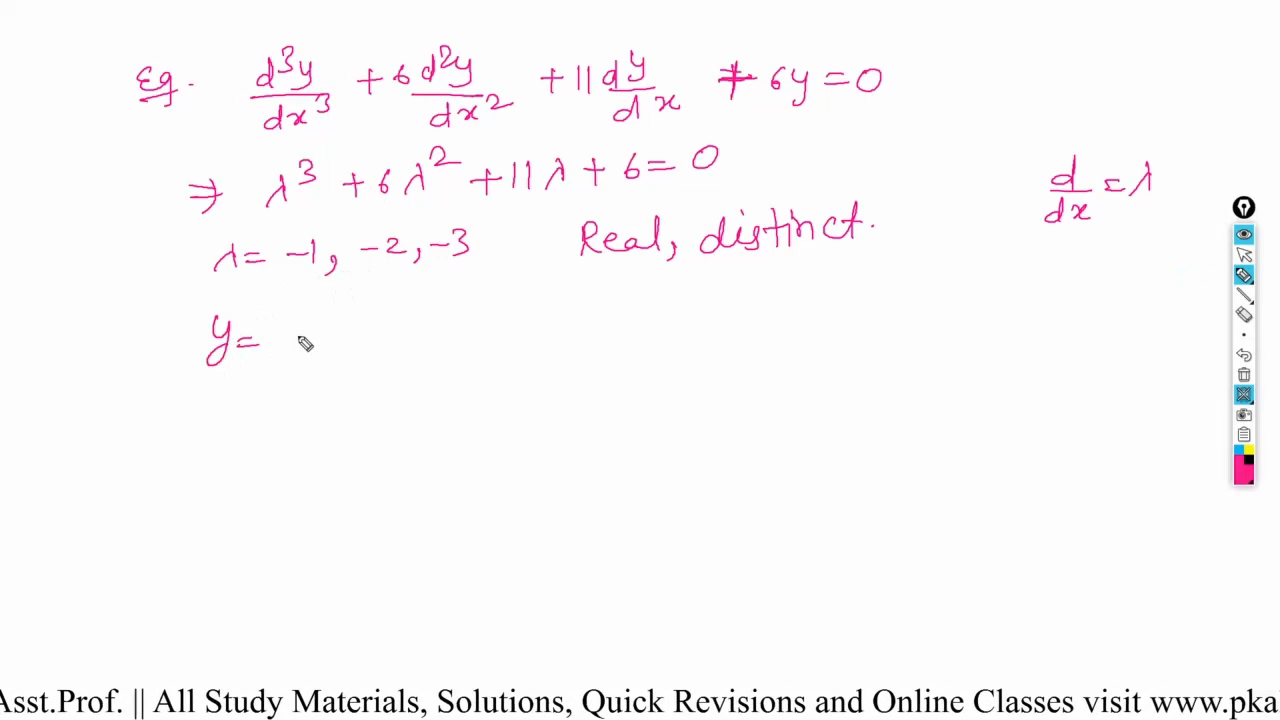 Eg. d³y/dx³ + 6 d²y/dx² + 11 dy/dx + 6y = 0
⇒ λ³ + 6λ² + 11λ + 6 = 0
d/dx = λ
λ = -1, -2, -3 Real, distinct.
y =
Asst.Prof. || All Study Materials, Solutions, Quick Revisions and Online Classes visit www.pka